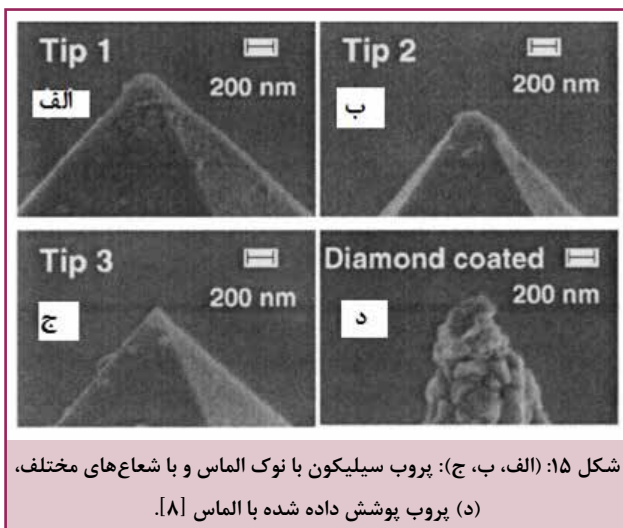 Tip 1
200 nm
الف
Tip 2
200 nm
ب
Tip 3
200 nm
ج
Diamond coated
200 nm
د
شکل ۱۵: (الف، ب، ج): پروب سیلیکون با نوک الماس و با شعاع‌های مختلف،
(د) پروب پوشش داده شده با الماس [۸].